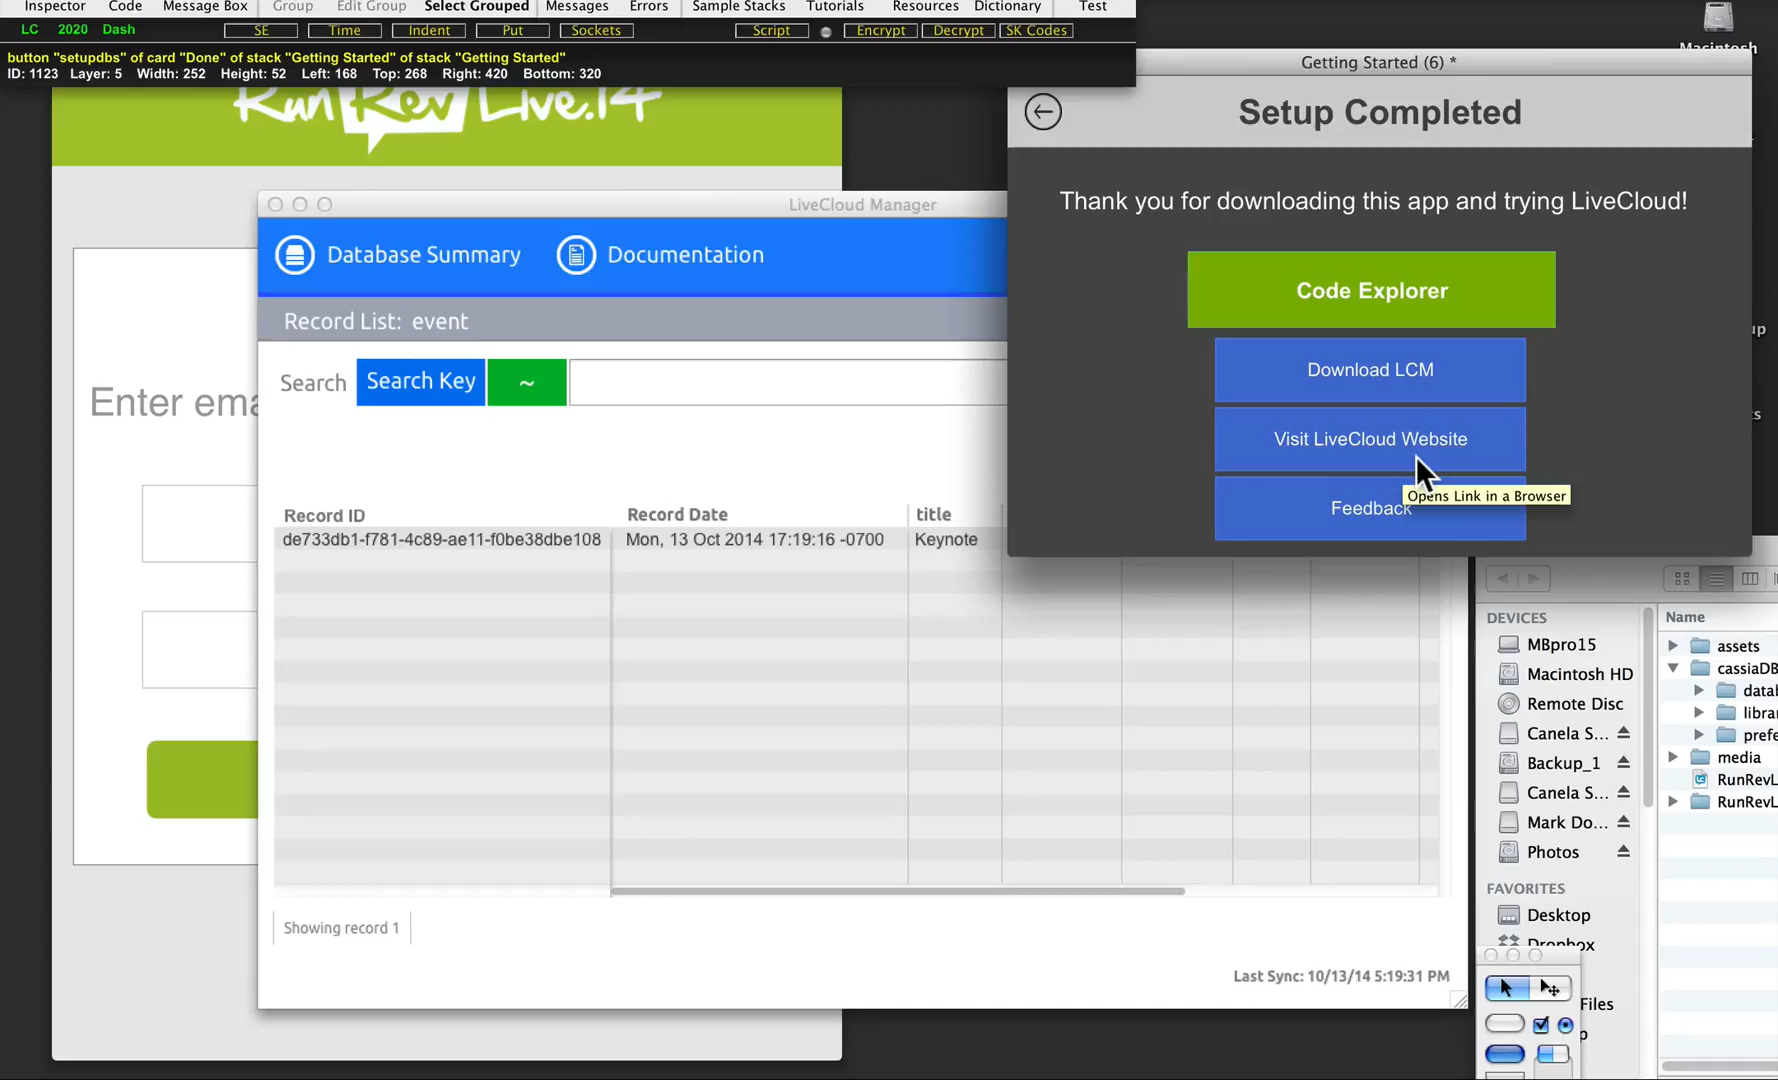 Inspector Code Message Box Group Edit Group Select Grouped Messages Errors Sample Stacks Tutorials Resources Dictionary Test
LC 2020 Dash SE Time Indent Put Sockets Script Encrypt Decrypt SK Codes
button "setupdbs" of card "Done" of stack "Getting Started" of stack "Getting Started"
ID: 1123 Layer: 5 Width: 252 Height: 52 Left: 168 Top: 268 Right: 420 Bottom: 320
RunRevLive.14
Enter ema
LiveCloud Manager
Database Summary Documentation
Record List: event
Search Search Key ~
Record ID Record Date title
de733db1-f781-4c89-ae11-f0be38dbe108 Mon, 13 Oct 2014 17:19:16 -0700 Keynote
Showing record 1
Last Sync: 10/13/14 5:19:31 PM
Macintosh
Getting Started (6) *
Setup Completed
Thank you for downloading this app and trying LiveCloud!
Code Explorer
Download LCM
Visit LiveCloud Website
Opens Link in a Browser
Feedback
DEVICES
MBpro15
Macintosh HD
Remote Disc
Canela S...
Backup_1
Canela S...
Mark Do...
Photos
FAVORITES
Desktop
Dropbox
Files
Name
assets
cassiaDB
datab
librar
prefe
media
RunRevL
RunRevL